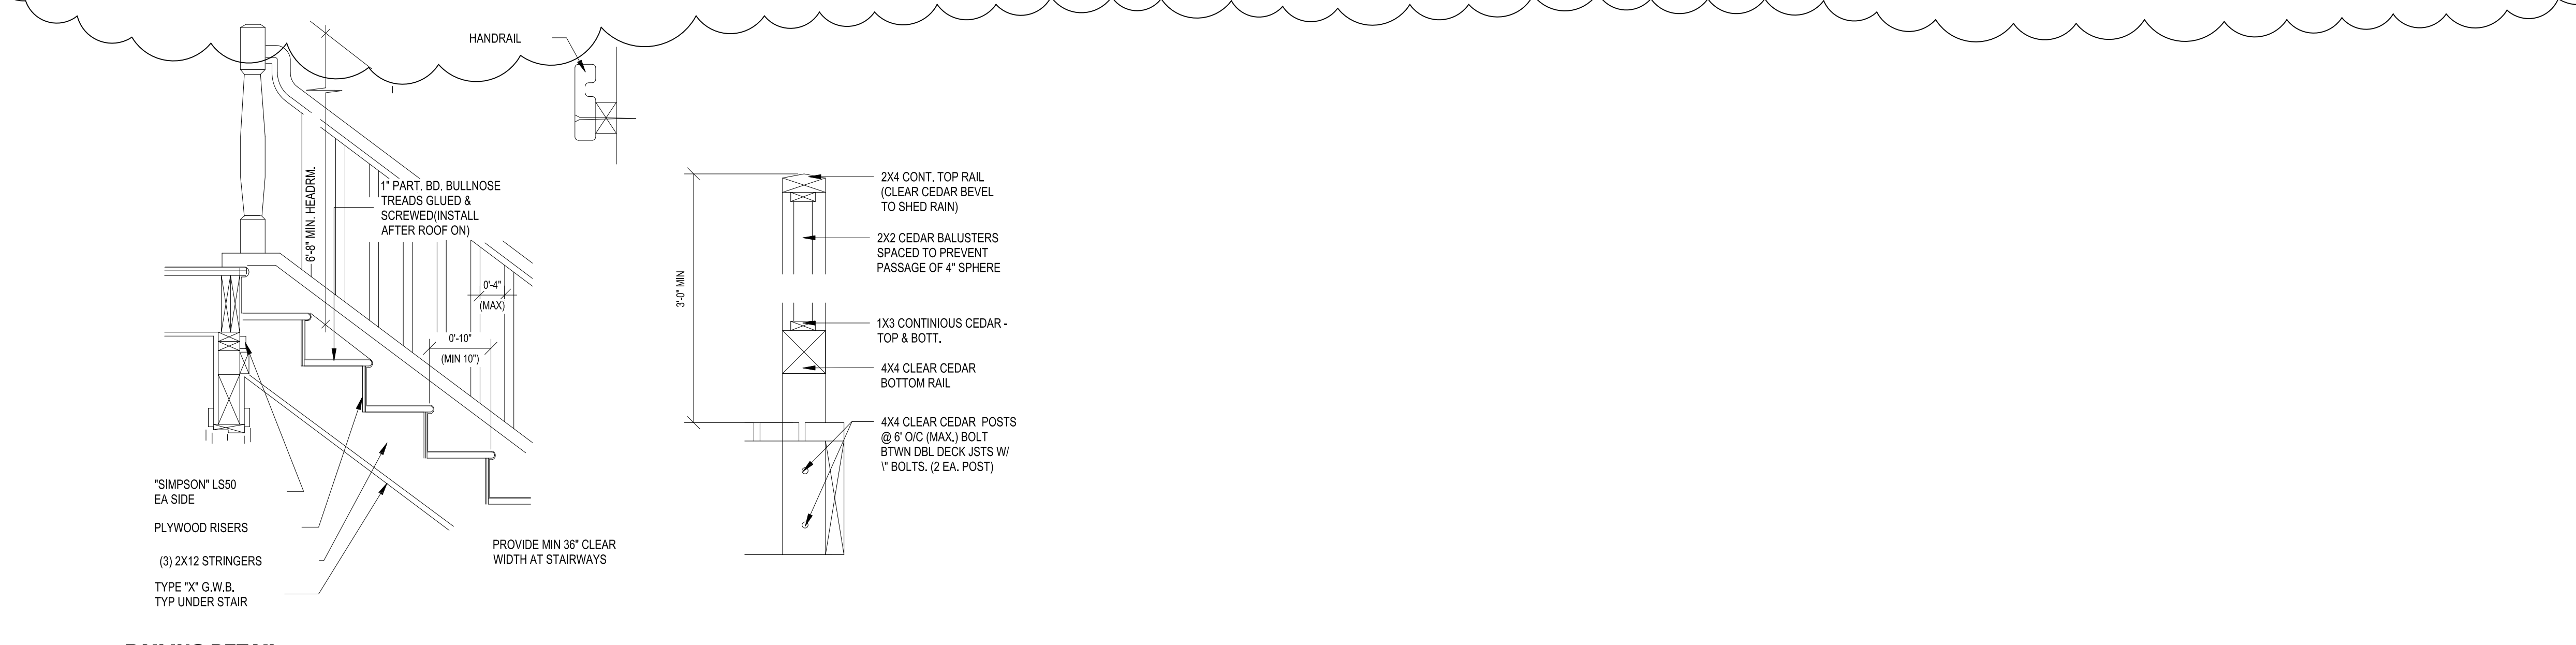 HANDRAIL
6'-8" MIN. HEADRM.
1" PART. BD. BULLNOSE
TREADS GLUED &
SCREWED(INSTALL
AFTER ROOF ON)
0'-4"
(MAX)
0'-10"
(MIN 10")
"SIMPSON" LS50
EA SIDE
PLYWOOD RISERS
(3) 2X12 STRINGERS
TYPE "X" G.W.B.
TYP UNDER STAIR
PROVIDE MIN 36" CLEAR
WIDTH AT STAIRWAYS
3'-0" MIN
2X4 CONT. TOP RAIL
(CLEAR CEDAR BEVEL
TO SHED RAIN)
2X2 CEDAR BALUSTERS
SPACED TO PREVENT
PASSAGE OF 4" SPHERE
1X3 CONTINIOUS CEDAR -
TOP & BOTT.
4X4 CLEAR CEDAR
BOTTOM RAIL
4X4 CLEAR CEDAR POSTS
@ 6' O/C (MAX.) BOLT
BTWN DBL DECK JSTS W/
\" BOLTS. (2 EA. POST)